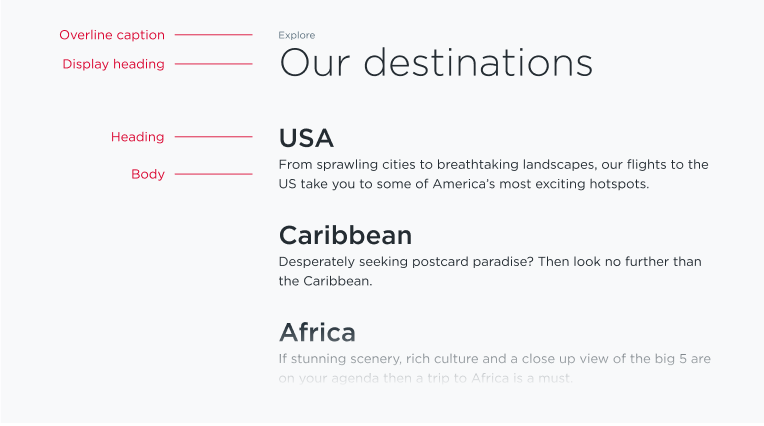 Overline caption
Explore
Display heading
Our destinations
Heading
USA
Body
From sprawling cities to breathtaking landscapes, our flights to the
US take you to some of America’s most exciting hotspots.
Caribbean
Desperately seeking postcard paradise? Then look no further than
the Caribbean.
Africa
If stunning scenery, rich culture and a close up view of the big 5 are
on your agenda then a trip to Africa is a must.